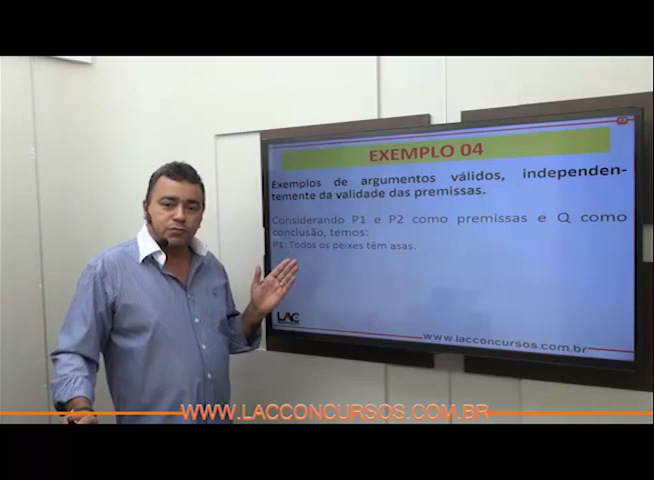 EXEMPLO 04
Exemplos de argumentos válidos, independen-
temente da validade das premissas.
Considerando P1 e P2 como premissas e Q como
conclusão, temos:
P1: Todos os peixes têm asas.
LAC
www.lacconcursos.com.br
WWW.LACCONCURSOS.COM.BR